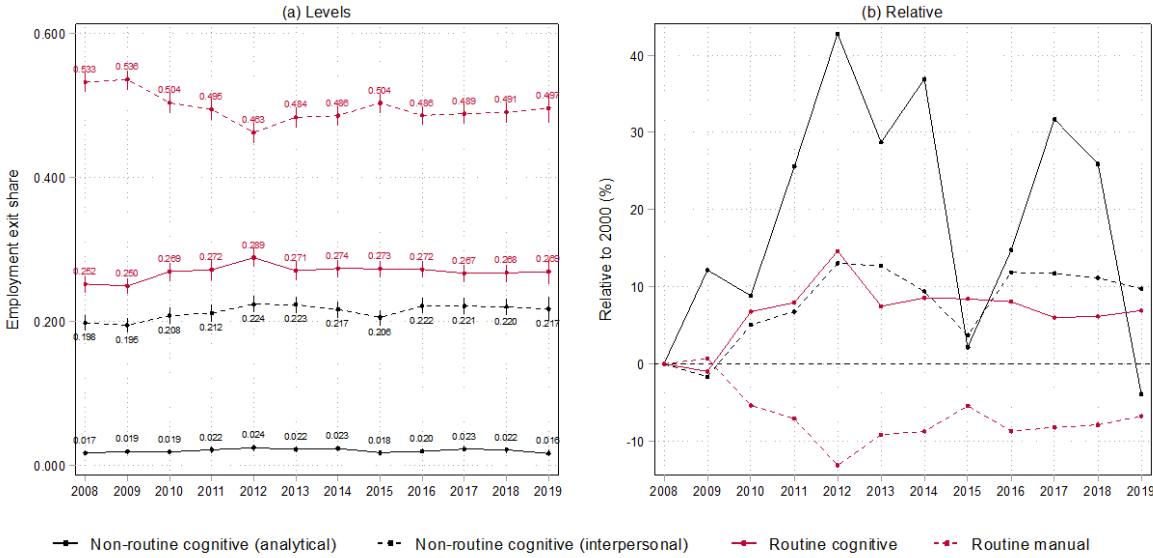 (a) Levels
Employment exit share
0.600
0.400
0.200
0.000
0.533 0.536 0.504 0.495 0.463 0.484 0.486 0.504 0.486 0.489 0.491 0.497
0.252 0.250 0.269 0.272 0.289 0.271 0.274 0.273 0.272 0.267 0.268 0.269
0.198 0.195 0.208 0.212 0.224 0.223 0.217 0.206 0.222 0.221 0.220 0.217
0.017 0.019 0.019 0.022 0.024 0.022 0.023 0.018 0.020 0.023 0.022 0.016
2008 2009 2010 2011 2012 2013 2014 2015 2016 2017 2018 2019
(b) Relative
Relative to 2000 (%)
40
30
20
10
0
-10
2008 2009 2010 2011 2012 2013 2014 2015 2016 2017 2018 2019
Non-routine cognitive (analytical) Non-routine cognitive (interpersonal) Routine cognitive Routine manual